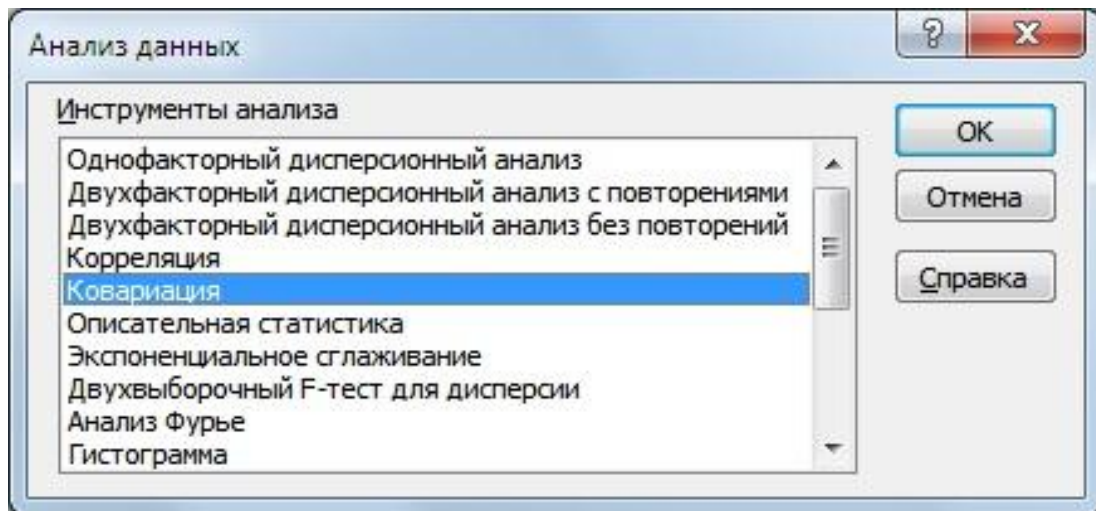 Анализ данных
Инструменты анализа
Однофакторный дисперсионный анализ
Двухфакторный дисперсионный анализ с повторениями
Двухфакторный дисперсионный анализ без повторений
Корреляция
Ковариация
Описательная статистика
Экспоненциальное сглаживание
Двухвыборочный F-тест для дисперсии
Анализ Фурье
Гистограмма
ОК
Отмена
Справка